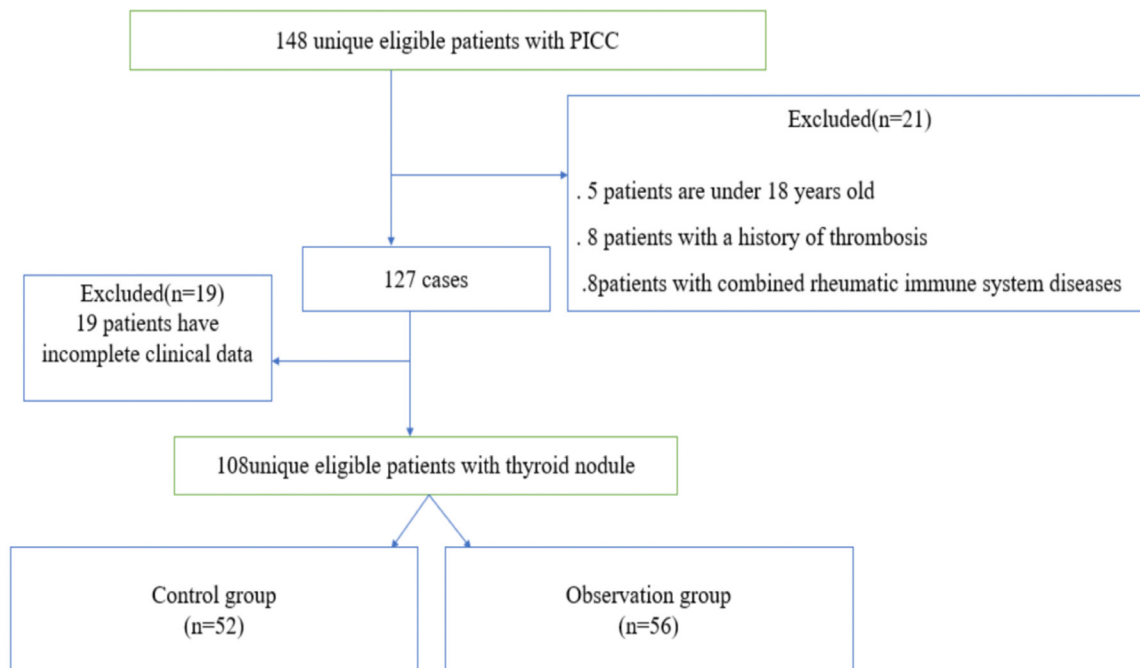 148 unique eligible patients with PICC
Excluded(n=21)
. 5 patients are under 18 years old
. 8 patients with a history of thrombosis
.8patients with combined rheumatic immune system diseases
127 cases
Excluded(n=19)
19 patients have
incomplete clinical data
108unique eligible patients with thyroid nodule
Control group
(n=52)
Observation group
(n=56)